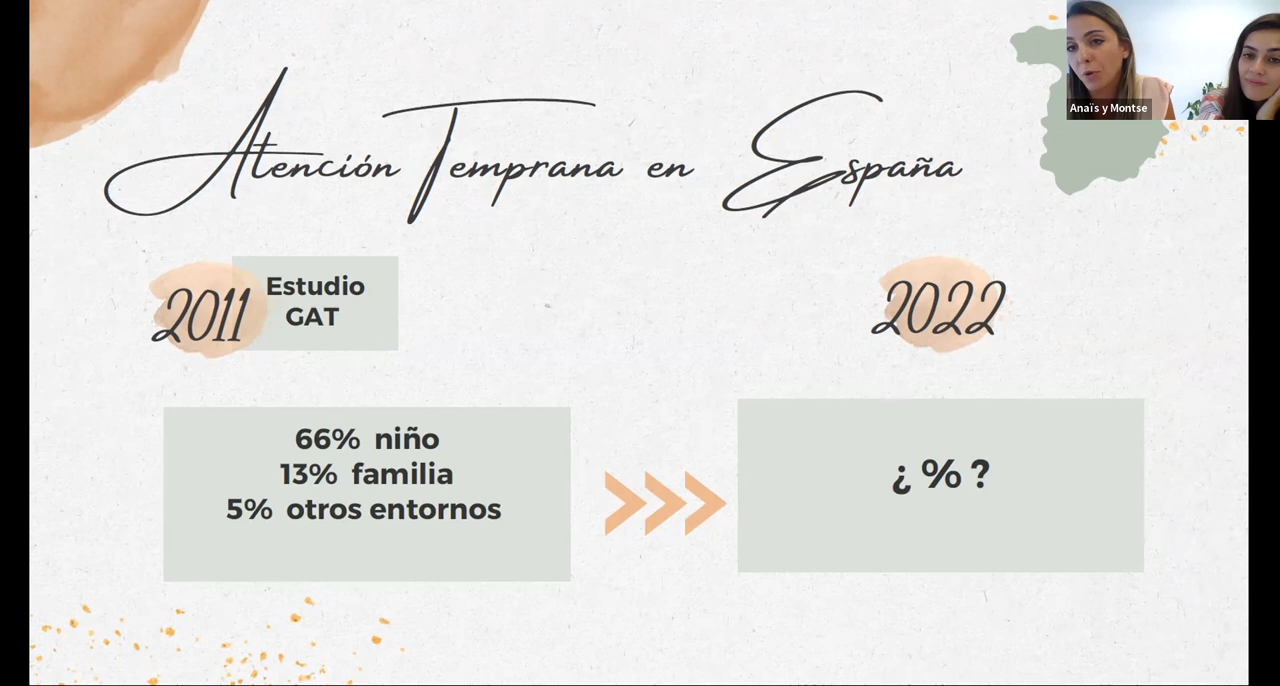 Anaïs y Montse
Atención Temprana en España
2011
Estudio
GAT
2022
66% niño
13% familia
5% otros entornos
¿ % ?